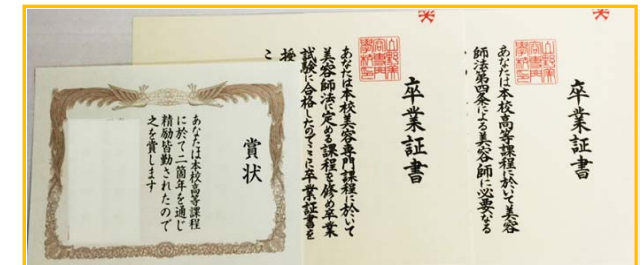 卒業証書
あなたは本校高等課程に於いて美容
師法第四条による美容師に必要なる
卒業証書
あなたは本校美容専門課程に於いて
美容師法に定める課程を修め卒業
試験に合格したのでここに卒業証書を
授
こ
賞状
あなたは本校高等課程
に於て二箇年を通じ
精励皆勤されたので
之を賞します